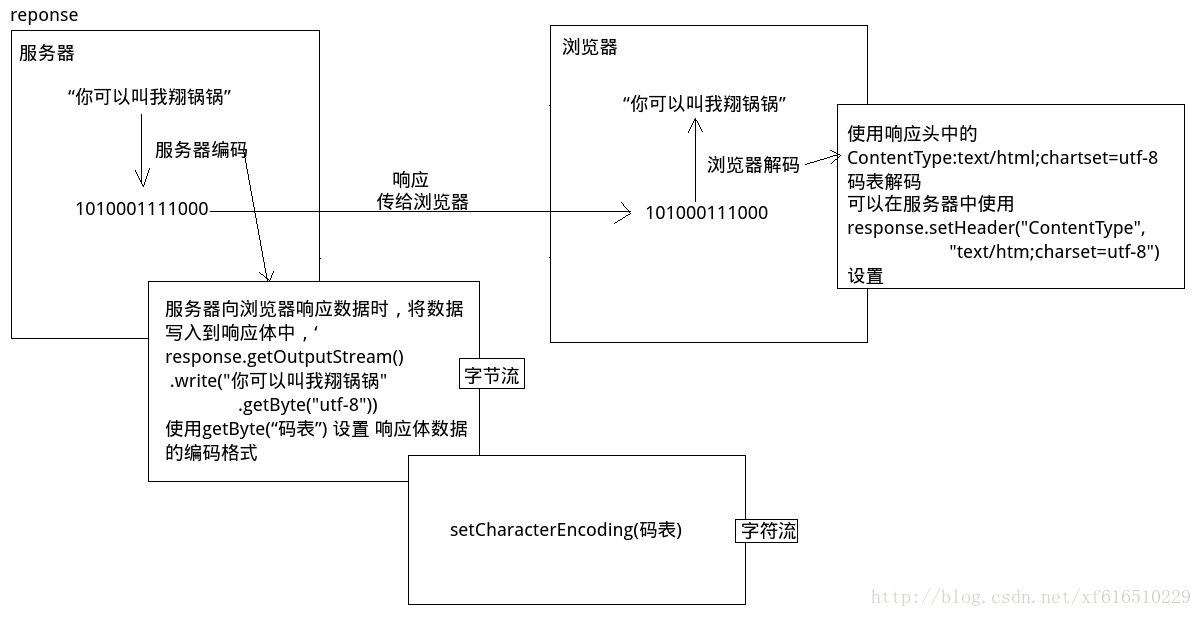 reponse
服务器
“你可以叫我翔锅锅”
服务器编码
1010001111000
响应
传给浏览器
浏览器
“你可以叫我翔锅锅”
浏览器解码
101000111000
使用响应头中的
ContentType:text/html;chartset=utf-8
码表解码
可以在服务器中使用
response.setHeader("ContentType",
"text/htm;charset=utf-8")
设置
服务器向浏览器响应数据时，将数据
写入到响应体中，‘
response.getOutputStream()
.write("你可以叫我翔锅锅"
.getByte("utf-8"))
使用getByte(“码表”) 设置 响应体数据
的编码格式
字节流
setCharacterEncoding(码表)
字符流
http://blog.csdn.net/xf616510229